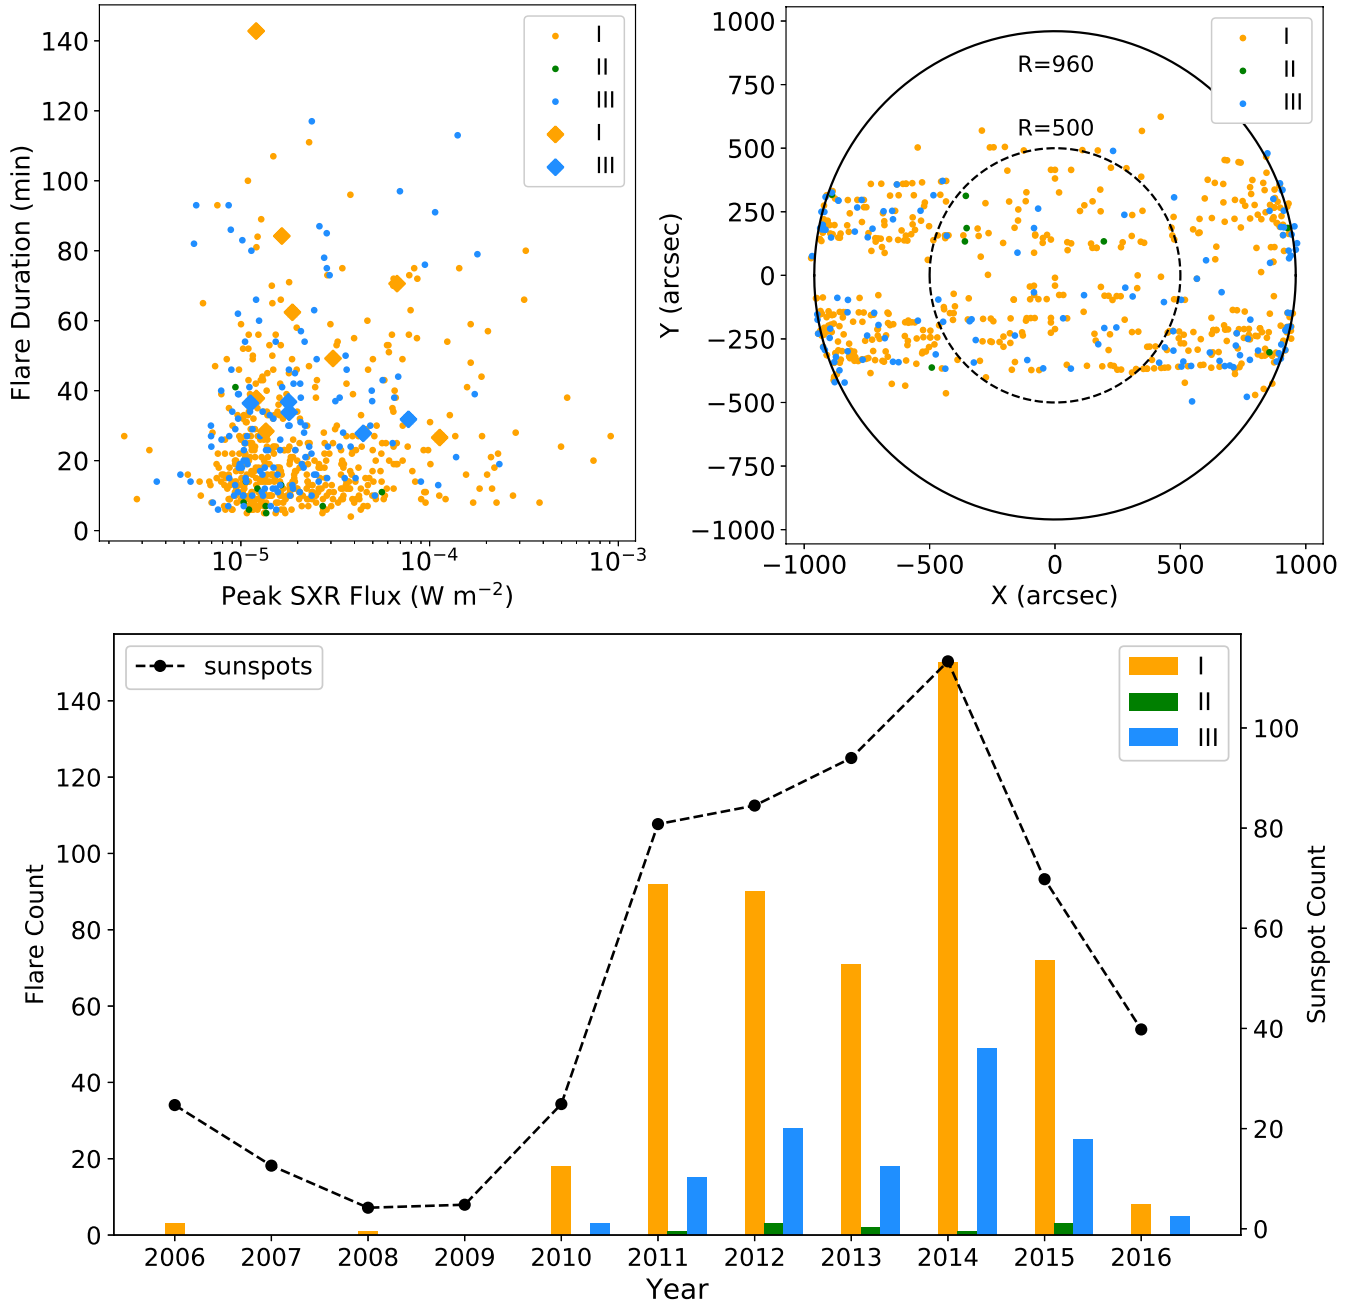 140
120
100
80
60
40
20
0
Flare Duration (min)
I
II
III
I
III
10⁻⁵
10⁻⁴
10⁻³
Peak SXR Flux (W m⁻²)
1000
750
500
250
0
−250
−500
−750
−1000
Y (arcsec)
R=960
R=500
I
II
III
−1000
−500
0
500
1000
X (arcsec)
sunspots
I
II
III
140
120
100
80
60
40
20
0
Flare Count
100
80
60
40
20
0
Sunspot Count
2006 2007 2008 2009 2010 2011 2012 2013 2014 2015 2016
Year